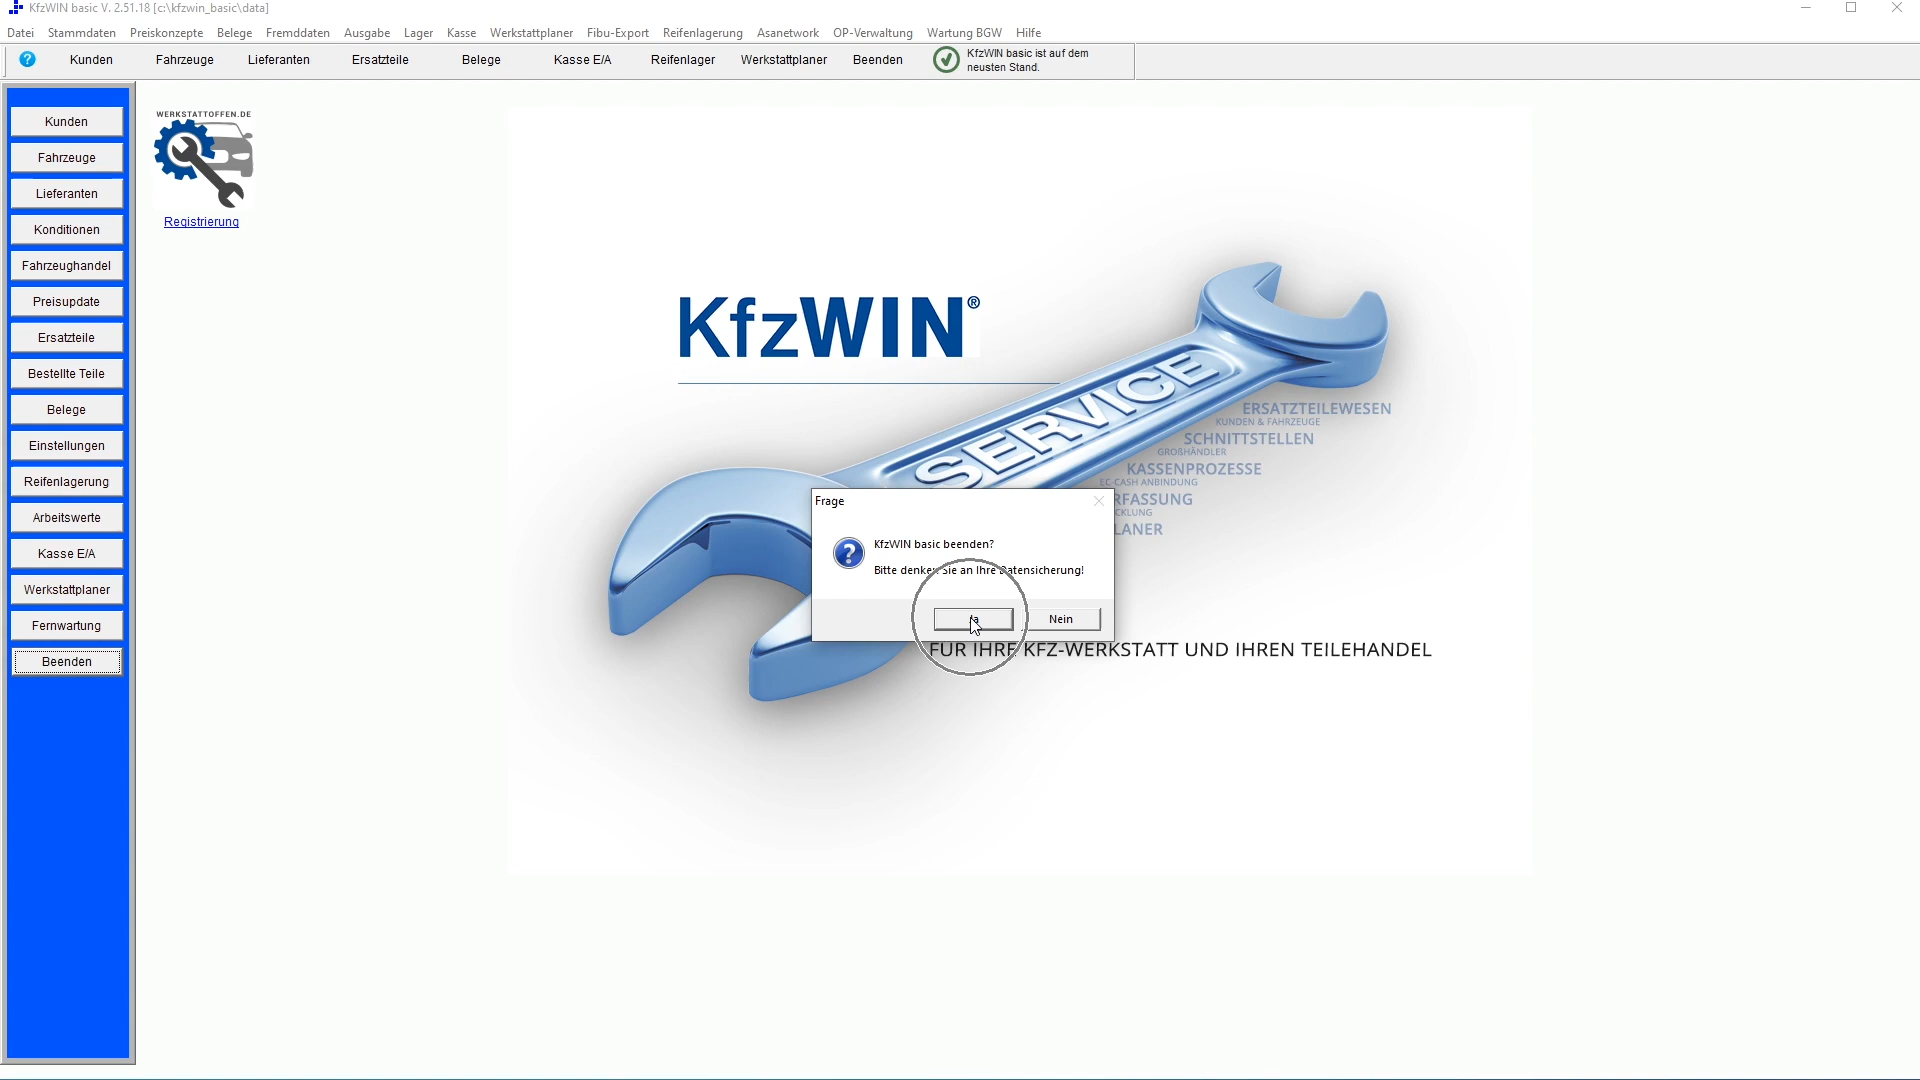 KfzWIN basic V. 2.51.18 [c:\kfzwin_basic\data]
Datei Stammdaten Preiskonzepte Belege Fremddaten Ausgabe Lager Kasse Werkstattplaner Fibu-Export Reifenlagerung Asanetwork OP-Verwaltung Wartung BGW Hilfe
? Kunden Fahrzeuge Lieferanten Ersatzteile Belege Kasse E/A Reifenlager Werkstattplaner Beenden KfzWIN basic ist auf dem
neusten Stand.
Kunden
Fahrzeuge
Lieferanten
Konditionen
Fahrzeughandel
Preisupdate
Ersatzteile
Bestellte Teile
Belege
Einstellungen
Reifenlagerung
Arbeitswerte
Kasse E/A
Werkstattplaner
Fernwartung
Beenden
WERKSTATTOFFEN.DE
Registrierung
KfzWIN®
SERVICE
ERSATZTEILEWESEN
KUNDEN & FAHRZEUGE
SCHNITTSTELLEN
GROßHÄNDLER
KASSENPROZESSE
EC CASH ANBINDUNG
RFASSUNG
CKLUNG
LANER
Frage
KfzWIN basic beenden?
Bitte denken Sie an Ihre Datensicherung!
Ja Nein
FÜR IHRE KFZ-WERKSTATT UND IHREN TEILEHANDEL